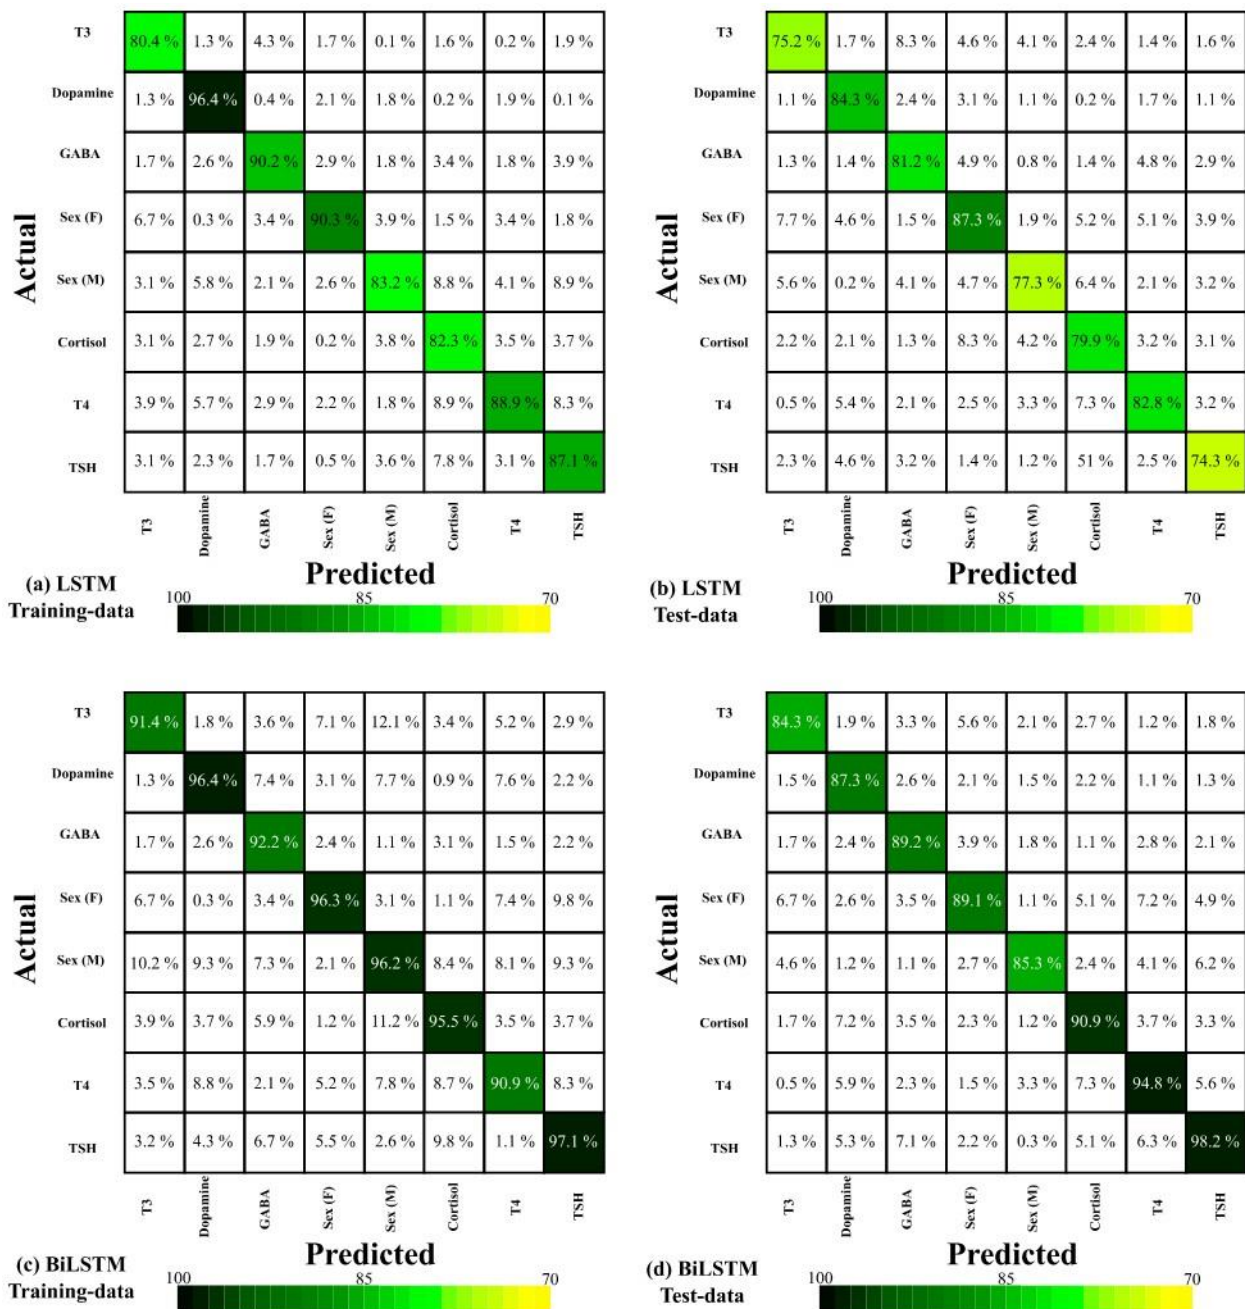 T3 80.4 % 1.3 % 4.3 % 1.7 % 0.1 % 1.6 % 0.2 % 1.9 %
Dopamine 1.3 % 96.4 % 0.4 % 2.1 % 1.8 % 0.2 % 1.9 % 0.1 %
GABA 1.7 % 2.6 % 90.2 % 2.9 % 1.8 % 3.4 % 1.8 % 3.9 %
Sex (F) 6.7 % 0.3 % 3.4 % 90.3 % 3.9 % 1.5 % 3.4 % 1.8 %
Sex (M) 3.1 % 5.8 % 2.1 % 2.6 % 83.2 % 8.8 % 4.1 % 8.9 %
Cortisol 3.1 % 2.7 % 1.9 % 0.2 % 3.8 % 82.3 % 3.5 % 3.7 %
T4 3.9 % 5.7 % 2.9 % 2.2 % 1.8 % 8.9 % 88.9 % 8.3 %
TSH 3.1 % 2.3 % 1.7 % 0.5 % 3.6 % 7.8 % 3.1 % 87.1 %
Actual
T3 Dopamine GABA Sex (F) Sex (M) Cortisol T4 TSH
Predicted
(a) LSTM
Training-data
100 85 70
T3 75.2 % 1.7 % 8.3 % 4.6 % 4.1 % 2.4 % 1.4 % 1.6 %
Dopamine 1.1 % 84.3 % 2.4 % 3.1 % 1.1 % 0.2 % 1.7 % 1.1 %
GABA 1.3 % 1.4 % 81.2 % 4.9 % 0.8 % 1.4 % 4.8 % 2.9 %
Sex (F) 7.7 % 4.6 % 1.5 % 87.3 % 1.9 % 5.2 % 5.1 % 3.9 %
Sex (M) 5.6 % 0.2 % 4.1 % 4.7 % 77.3 % 6.4 % 2.1 % 3.2 %
Cortisol 2.2 % 2.1 % 1.3 % 8.3 % 4.2 % 79.9 % 3.2 % 3.1 %
T4 0.5 % 5.4 % 2.1 % 2.5 % 3.3 % 7.3 % 82.8 % 3.2 %
TSH 2.3 % 4.6 % 3.2 % 1.4 % 1.2 % 51 % 2.5 % 74.3 %
Actual
T3 Dopamine GABA Sex (F) Sex (M) Cortisol T4 TSH
Predicted
(b) LSTM
Test-data
100 85 70
T3 91.4 % 1.8 % 3.6 % 7.1 % 12.1 % 3.4 % 5.2 % 2.9 %
Dopamine 1.3 % 96.4 % 7.4 % 3.1 % 7.7 % 0.9 % 7.6 % 2.2 %
GABA 1.7 % 2.6 % 92.2 % 2.4 % 1.1 % 3.1 % 1.5 % 2.2 %
Sex (F) 6.7 % 0.3 % 3.4 % 96.3 % 3.1 % 1.1 % 7.4 % 9.8 %
Sex (M) 10.2 % 9.3 % 7.3 % 2.1 % 96.2 % 8.4 % 8.1 % 9.3 %
Cortisol 3.9 % 3.7 % 5.9 % 1.2 % 11.2 % 95.5 % 3.5 % 3.7 %
T4 3.5 % 8.8 % 2.1 % 5.2 % 7.8 % 8.7 % 90.9 % 8.3 %
TSH 3.2 % 4.3 % 6.7 % 5.5 % 2.6 % 9.8 % 1.1 % 97.1 %
Actual
T3 Dopamine GABA Sex (F) Sex (M) Cortisol T4 TSH
Predicted
(c) BiLSTM
Training-data
100 85 70
T3 84.3 % 1.9 % 3.3 % 5.6 % 2.1 % 2.7 % 1.2 % 1.8 %
Dopamine 1.5 % 87.3 % 2.6 % 2.1 % 1.5 % 2.2 % 1.1 % 1.3 %
GABA 1.7 % 2.4 % 89.2 % 3.9 % 1.8 % 1.1 % 2.8 % 2.1 %
Sex (F) 6.7 % 2.6 % 3.5 % 89.1 % 1.1 % 5.1 % 7.2 % 4.9 %
Sex (M) 4.6 % 1.2 % 1.1 % 2.7 % 85.3 % 2.4 % 4.1 % 6.2 %
Cortisol 1.7 % 7.2 % 3.5 % 2.3 % 1.2 % 90.9 % 3.7 % 3.3 %
T4 0.5 % 5.9 % 2.3 % 1.5 % 3.3 % 7.3 % 94.8 % 5.6 %
TSH 1.3 % 5.3 % 7.1 % 2.2 % 0.3 % 5.1 % 6.3 % 98.2 %
Actual
T3 Dopamine GABA Sex (F) Sex (M) Cortisol T4 TSH
Predicted
(d) BiLSTM
Test-data
100 85 70